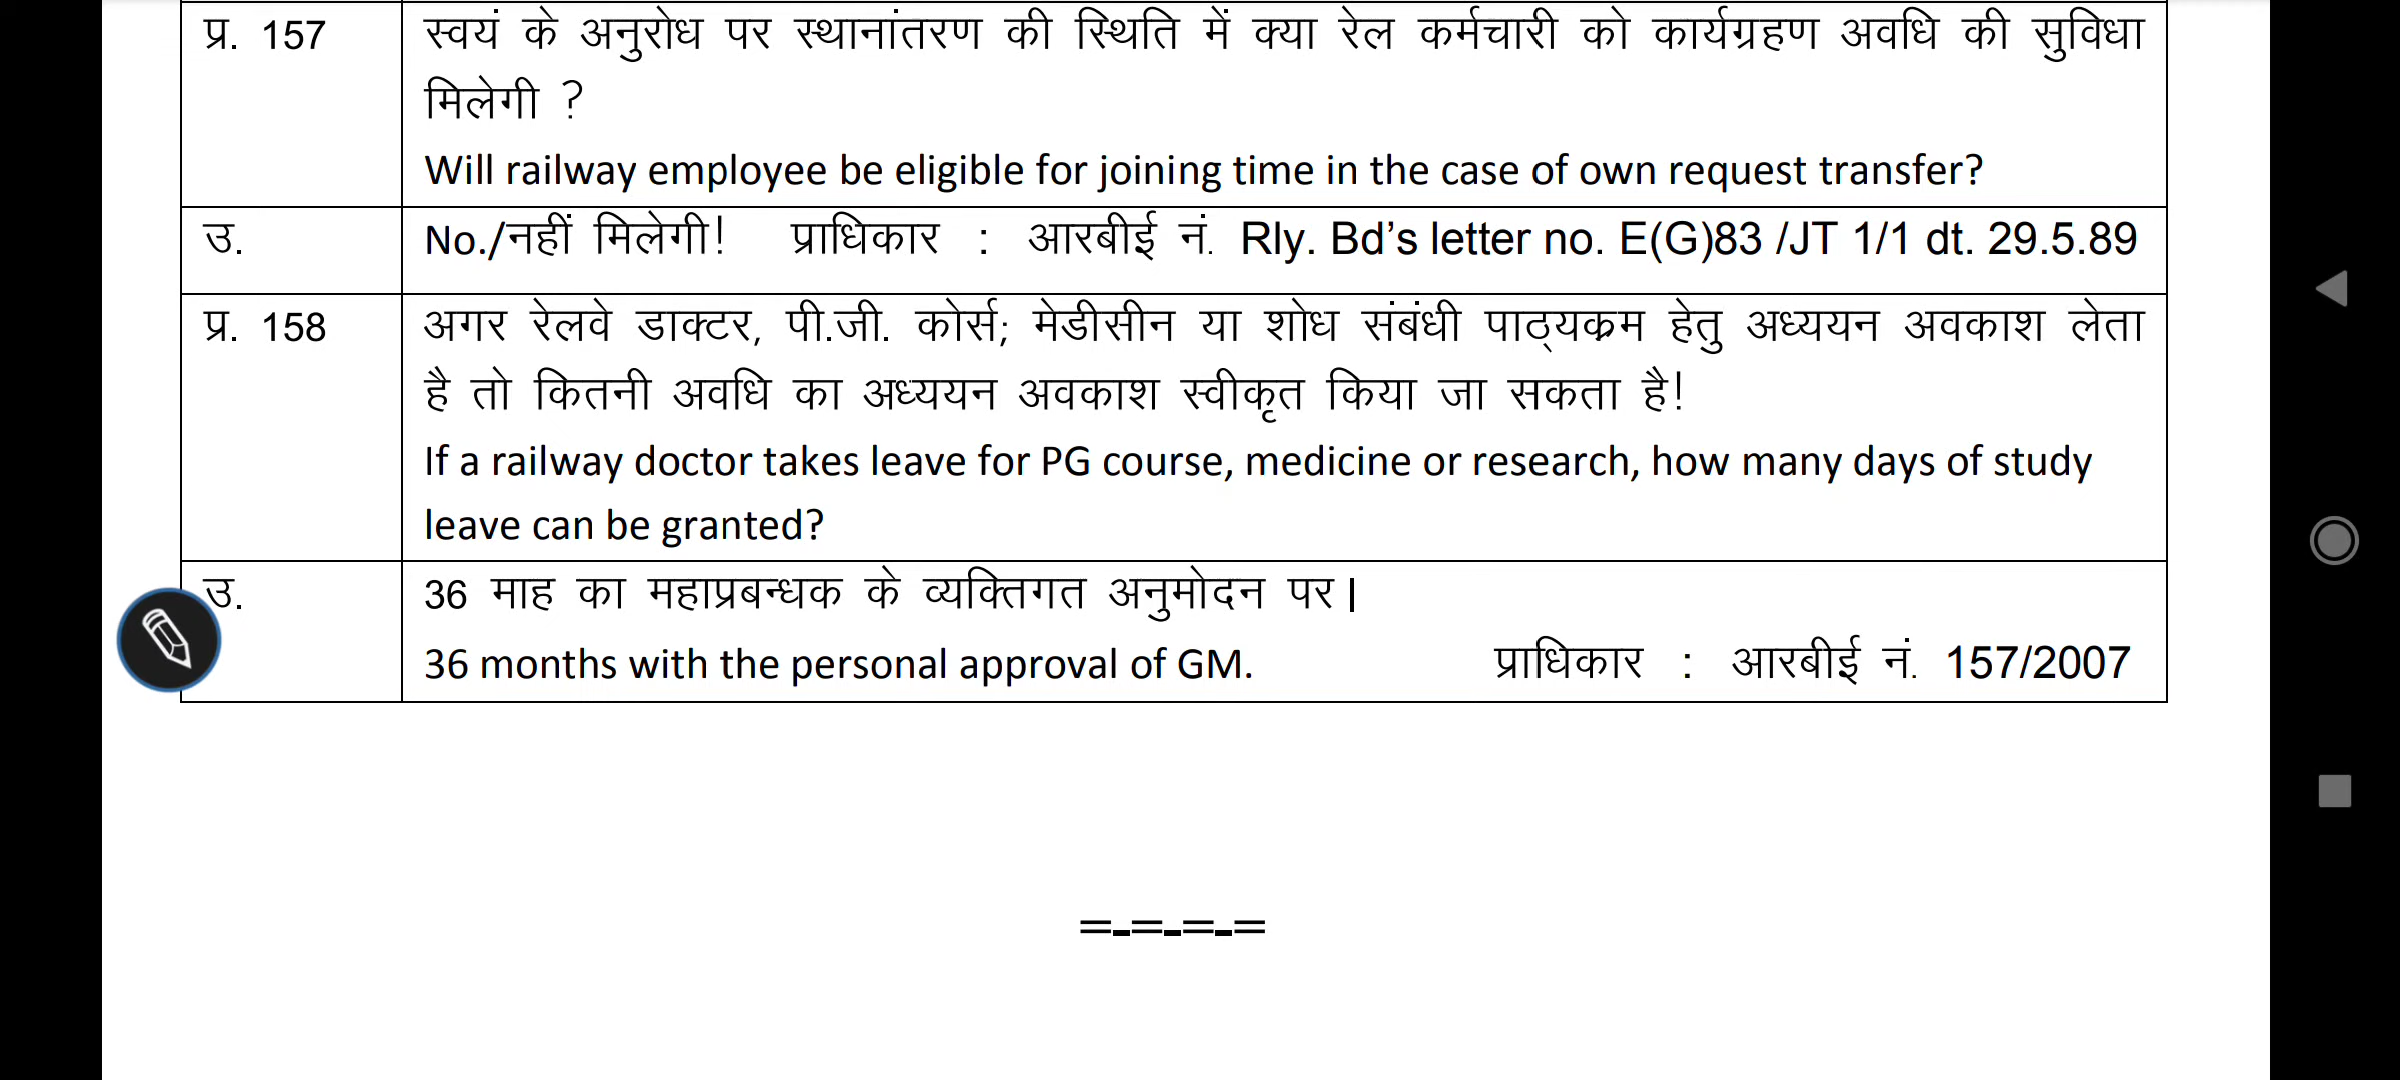 प्र. 157
स्वयं के अनुरोध पर स्थानांतरण की स्थिति में क्या रेल कर्मचारी को कार्यग्रहण अवधि की सुविधा
मिलेगी ?
Will railway employee be eligible for joining time in the case of own request transfer?
उ.
No./नहीं मिलेगी! प्राधिकार : आरबीई नं. Rly. Bd’s letter no. E(G)83 /JT 1/1 dt. 29.5.89
प्र. 158
अगर रेलवे डाक्टर, पी.जी. कोर्स; मेडीसीन या शोध संबंधी पाठ्यक्रम हेतु अध्ययन अवकाश लेता
है तो कितनी अवधि का अध्ययन अवकाश स्वीकृत किया जा सकता है!
If a railway doctor takes leave for PG course, medicine or research, how many days of study
leave can be granted?
उ.
36 माह का महाप्रबन्धक के व्यक्तिगत अनुमोदन पर।
36 months with the personal approval of GM. प्राधिकार : आरबीई नं. 157/2007
=-=-=-=